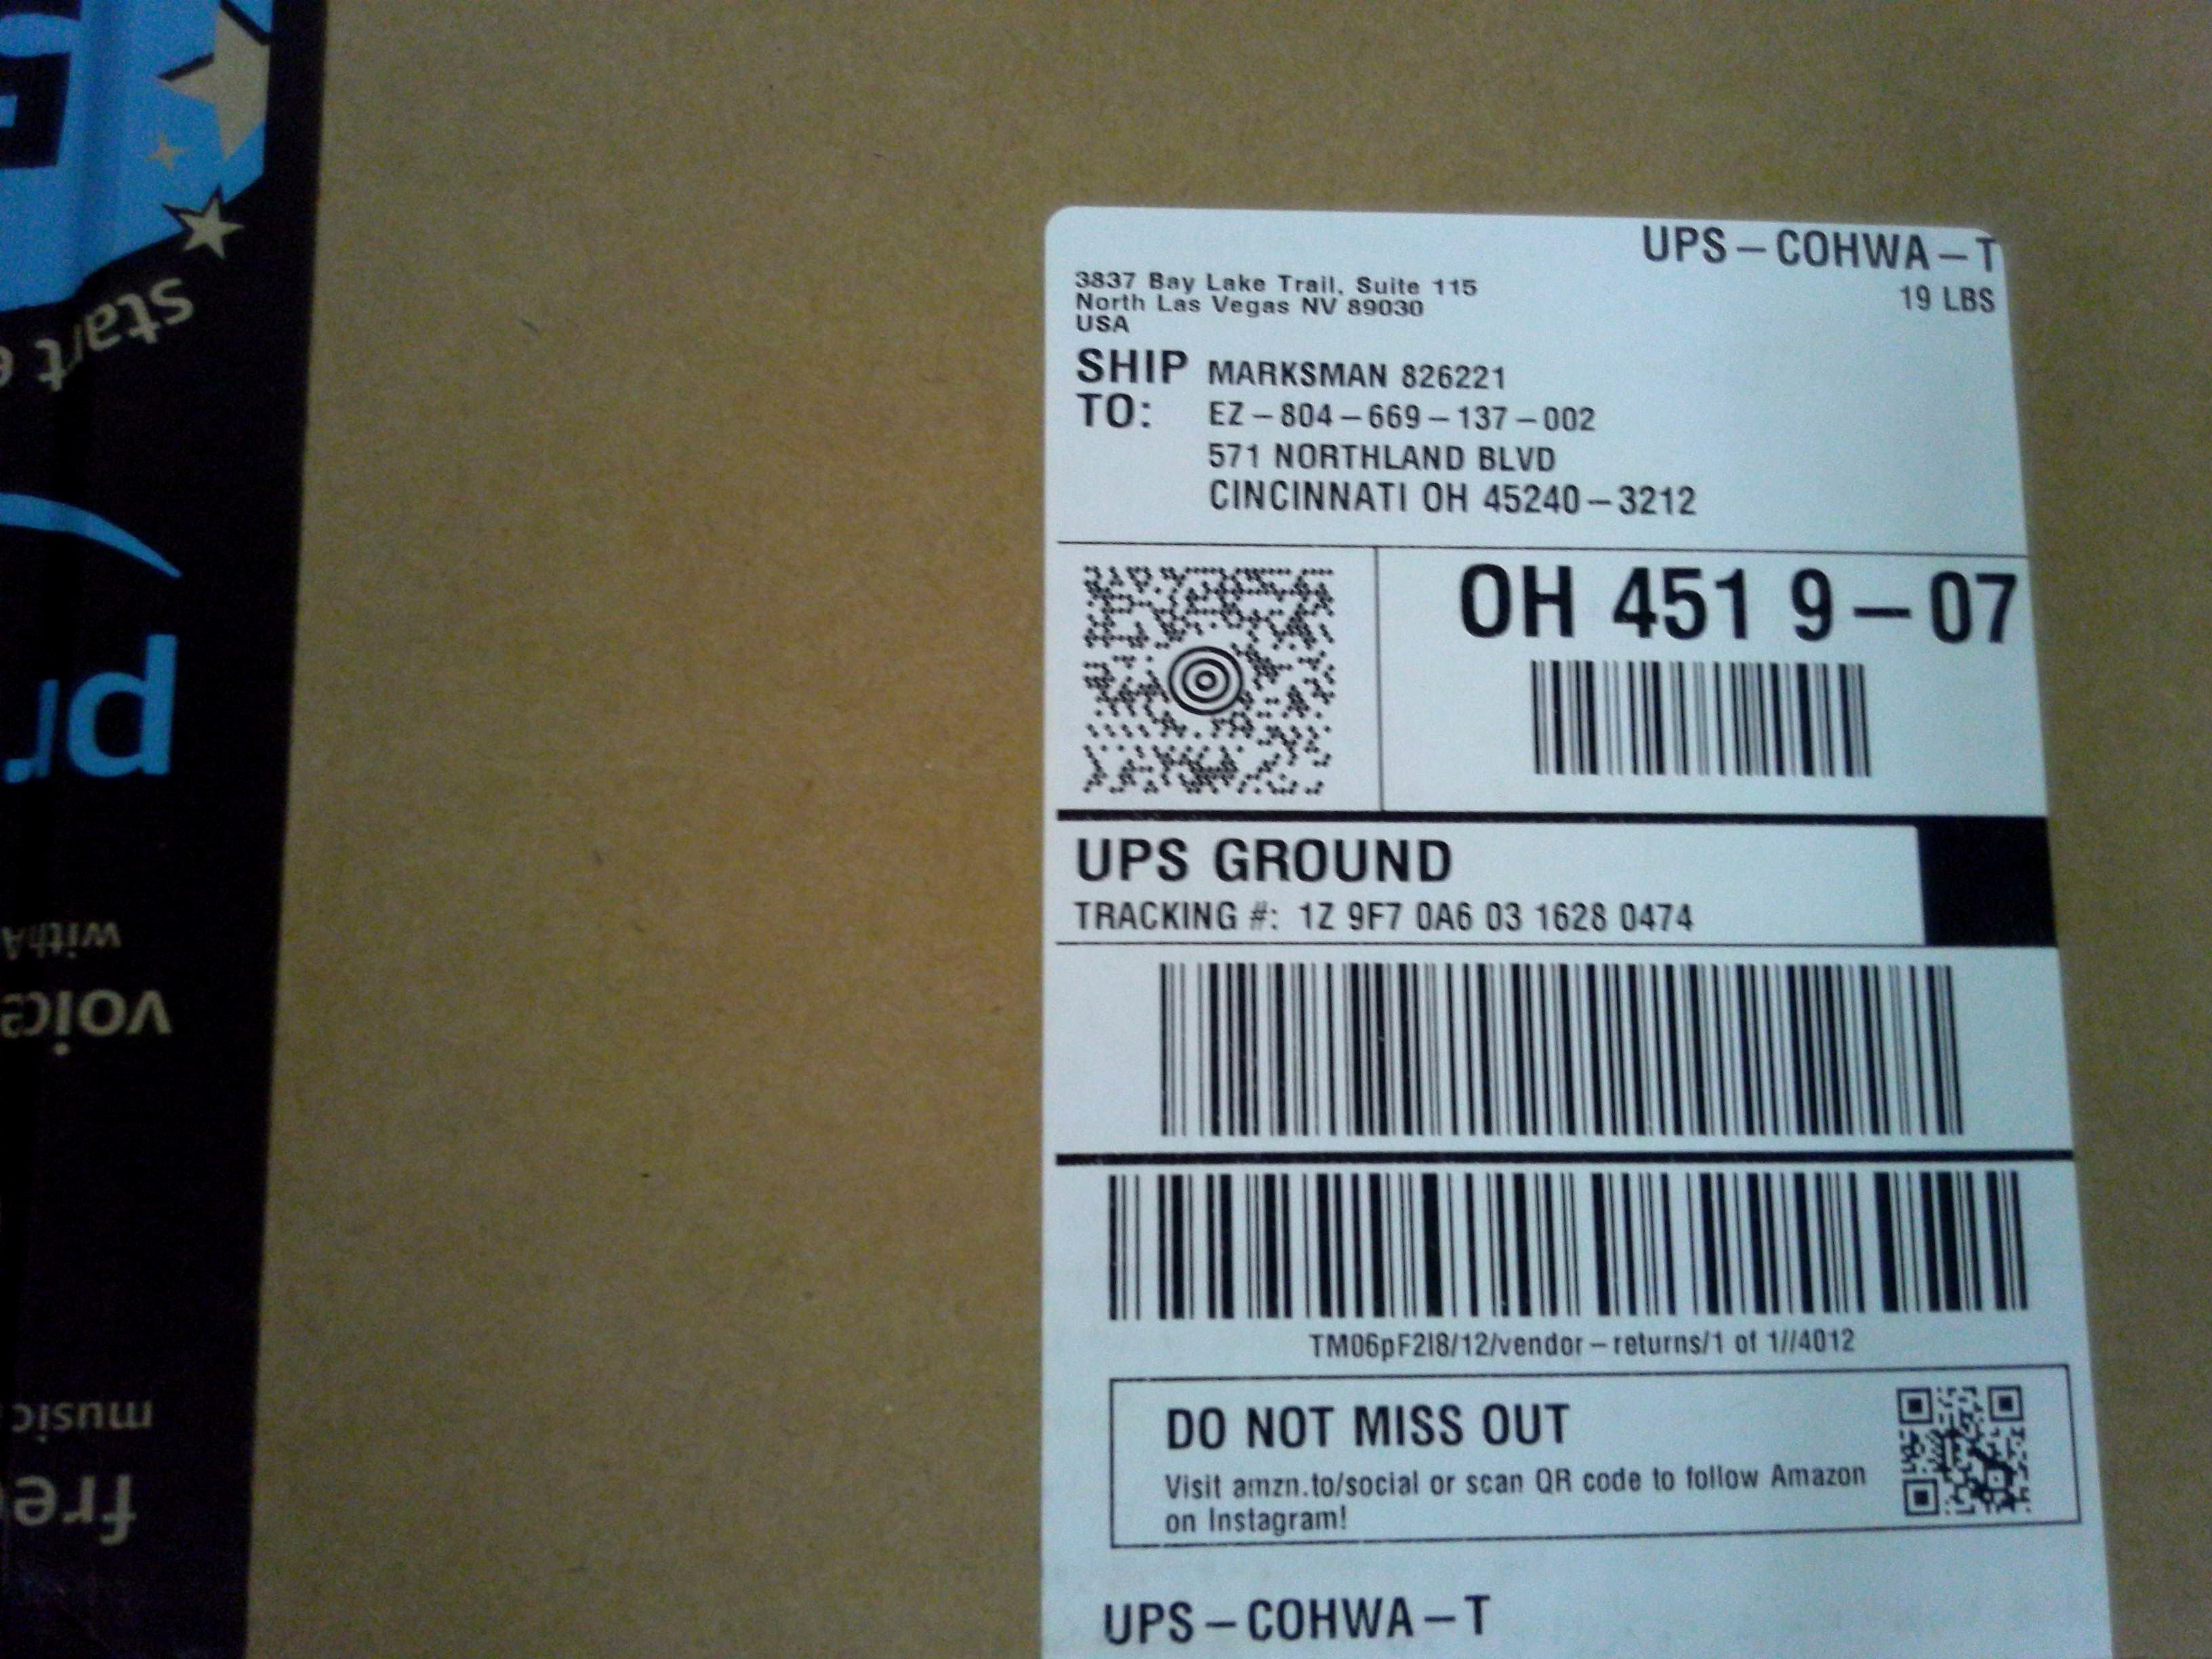 UPS – COHWA – T
19 LBS
3837 Bay Lake Trail, Suite 115
North Las Vegas NV 89030
USA
SHIP TO:
MARKSMAN 826221
EZ – 804 – 669 – 137 – 002
571 NORTHLAND BLVD
CINCINNATI OH 45240 – 3212
OH 451 9 – 07
UPS GROUND
TRACKING #: 1Z 9F7 0A6 03 1628 0474
TM06pF2I8/12/vendor – returns/1 of 1//4012
DO NOT MISS OUT
Visit amzn.to/social or scan QR code to follow Amazon
on Instagram!
UPS – COHWA – T
start
pr
with
voice
music
free